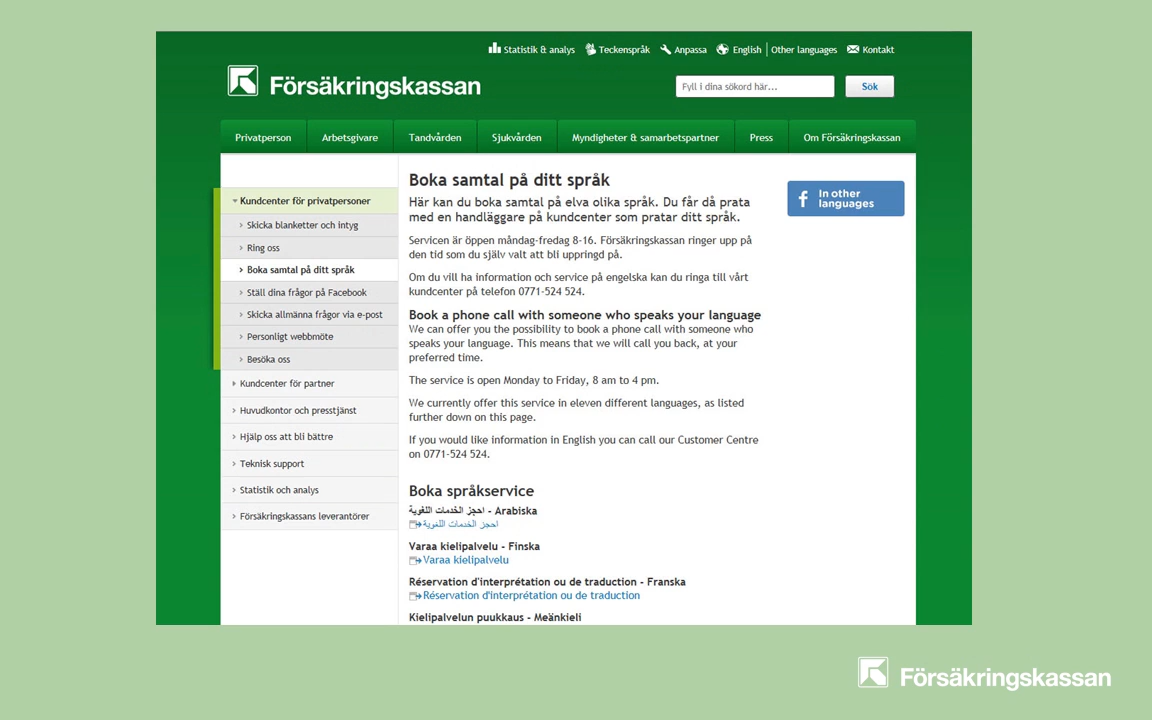 Statistik & analys
Teckenspråk
Anpassa
English
Other languages
Kontakt
Försäkringskassan
Fyll i dina sökord här...
Sök
Privatperson
Arbetsgivare
Tandvården
Sjukvården
Myndigheter & samarbetspartner
Press
Om Försäkringskassan
Kundcenter för privatpersoner
Skicka blanketter och intyg
Ring oss
Boka samtal på ditt språk
Ställ dina frågor på Facebook
Skicka allmänna frågor via e-post
Personligt webbmöte
Besöka oss
Kundcenter för partner
Huvudkontor och presstjänst
Hjälp oss att bli bättre
Teknisk support
Statistik och analys
Försäkringskassans leverantörer
Boka samtal på ditt språk
Här kan du boka samtal på elva olika språk. Du får då prata
med en handläggare på kundcenter som pratar ditt språk.
Servicen är öppen måndag-fredag 8-16. Försäkringskassan ringer upp på
den tid som du själv valt att bli uppringd på.
Om du vill ha information och service på engelska kan du ringa till vårt
kundcenter på telefon 0771-524 524.
Book a phone call with someone who speaks your language
We can offer you the possibility to book a phone call with someone who
speaks your language. This means that we will call you back, at your
preferred time.
The service is open Monday to Friday, 8 am to 4 pm.
We currently offer this service in eleven different languages, as listed
further down on this page.
If you would like information in English you can call our Customer Centre
on 0771-524 524.
Boka språkservice
احجز الخدمات اللغوية - Arabiska
احجز الخدمات اللغوية
Varaa kielipalvelu - Finska
Varaa kielipalvelu
Réservation d'interprétation ou de traduction - Franska
Réservation d'interprétation ou de traduction
Kielipalvelun puukkaus - Meänkieli
In other
languages
Försäkringskassan